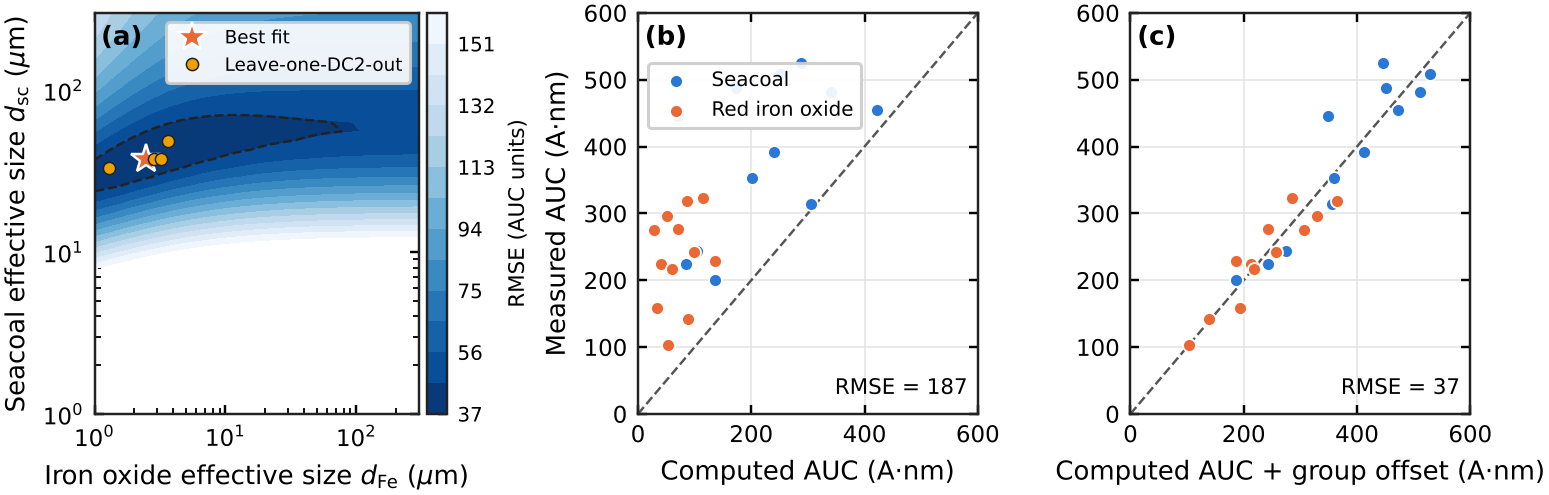 (a)
Best fit
Leave-one-DC2-out
Seacoal effective size d_sc (μm)
10²
10¹
10⁰
10⁰ 10¹ 10²
Iron oxide effective size d_Fe (μm)
151
132
113
94
75
56
37
RMSE (AUC units)
(b)
Seacoal
Red iron oxide
Measured AUC (A·nm)
600
500
400
300
200
100
0
0 200 400 600
RMSE = 187
Computed AUC (A·nm)
(c)
600
500
400
300
200
100
0
0 200 400 600
RMSE = 37
Computed AUC + group offset (A·nm)